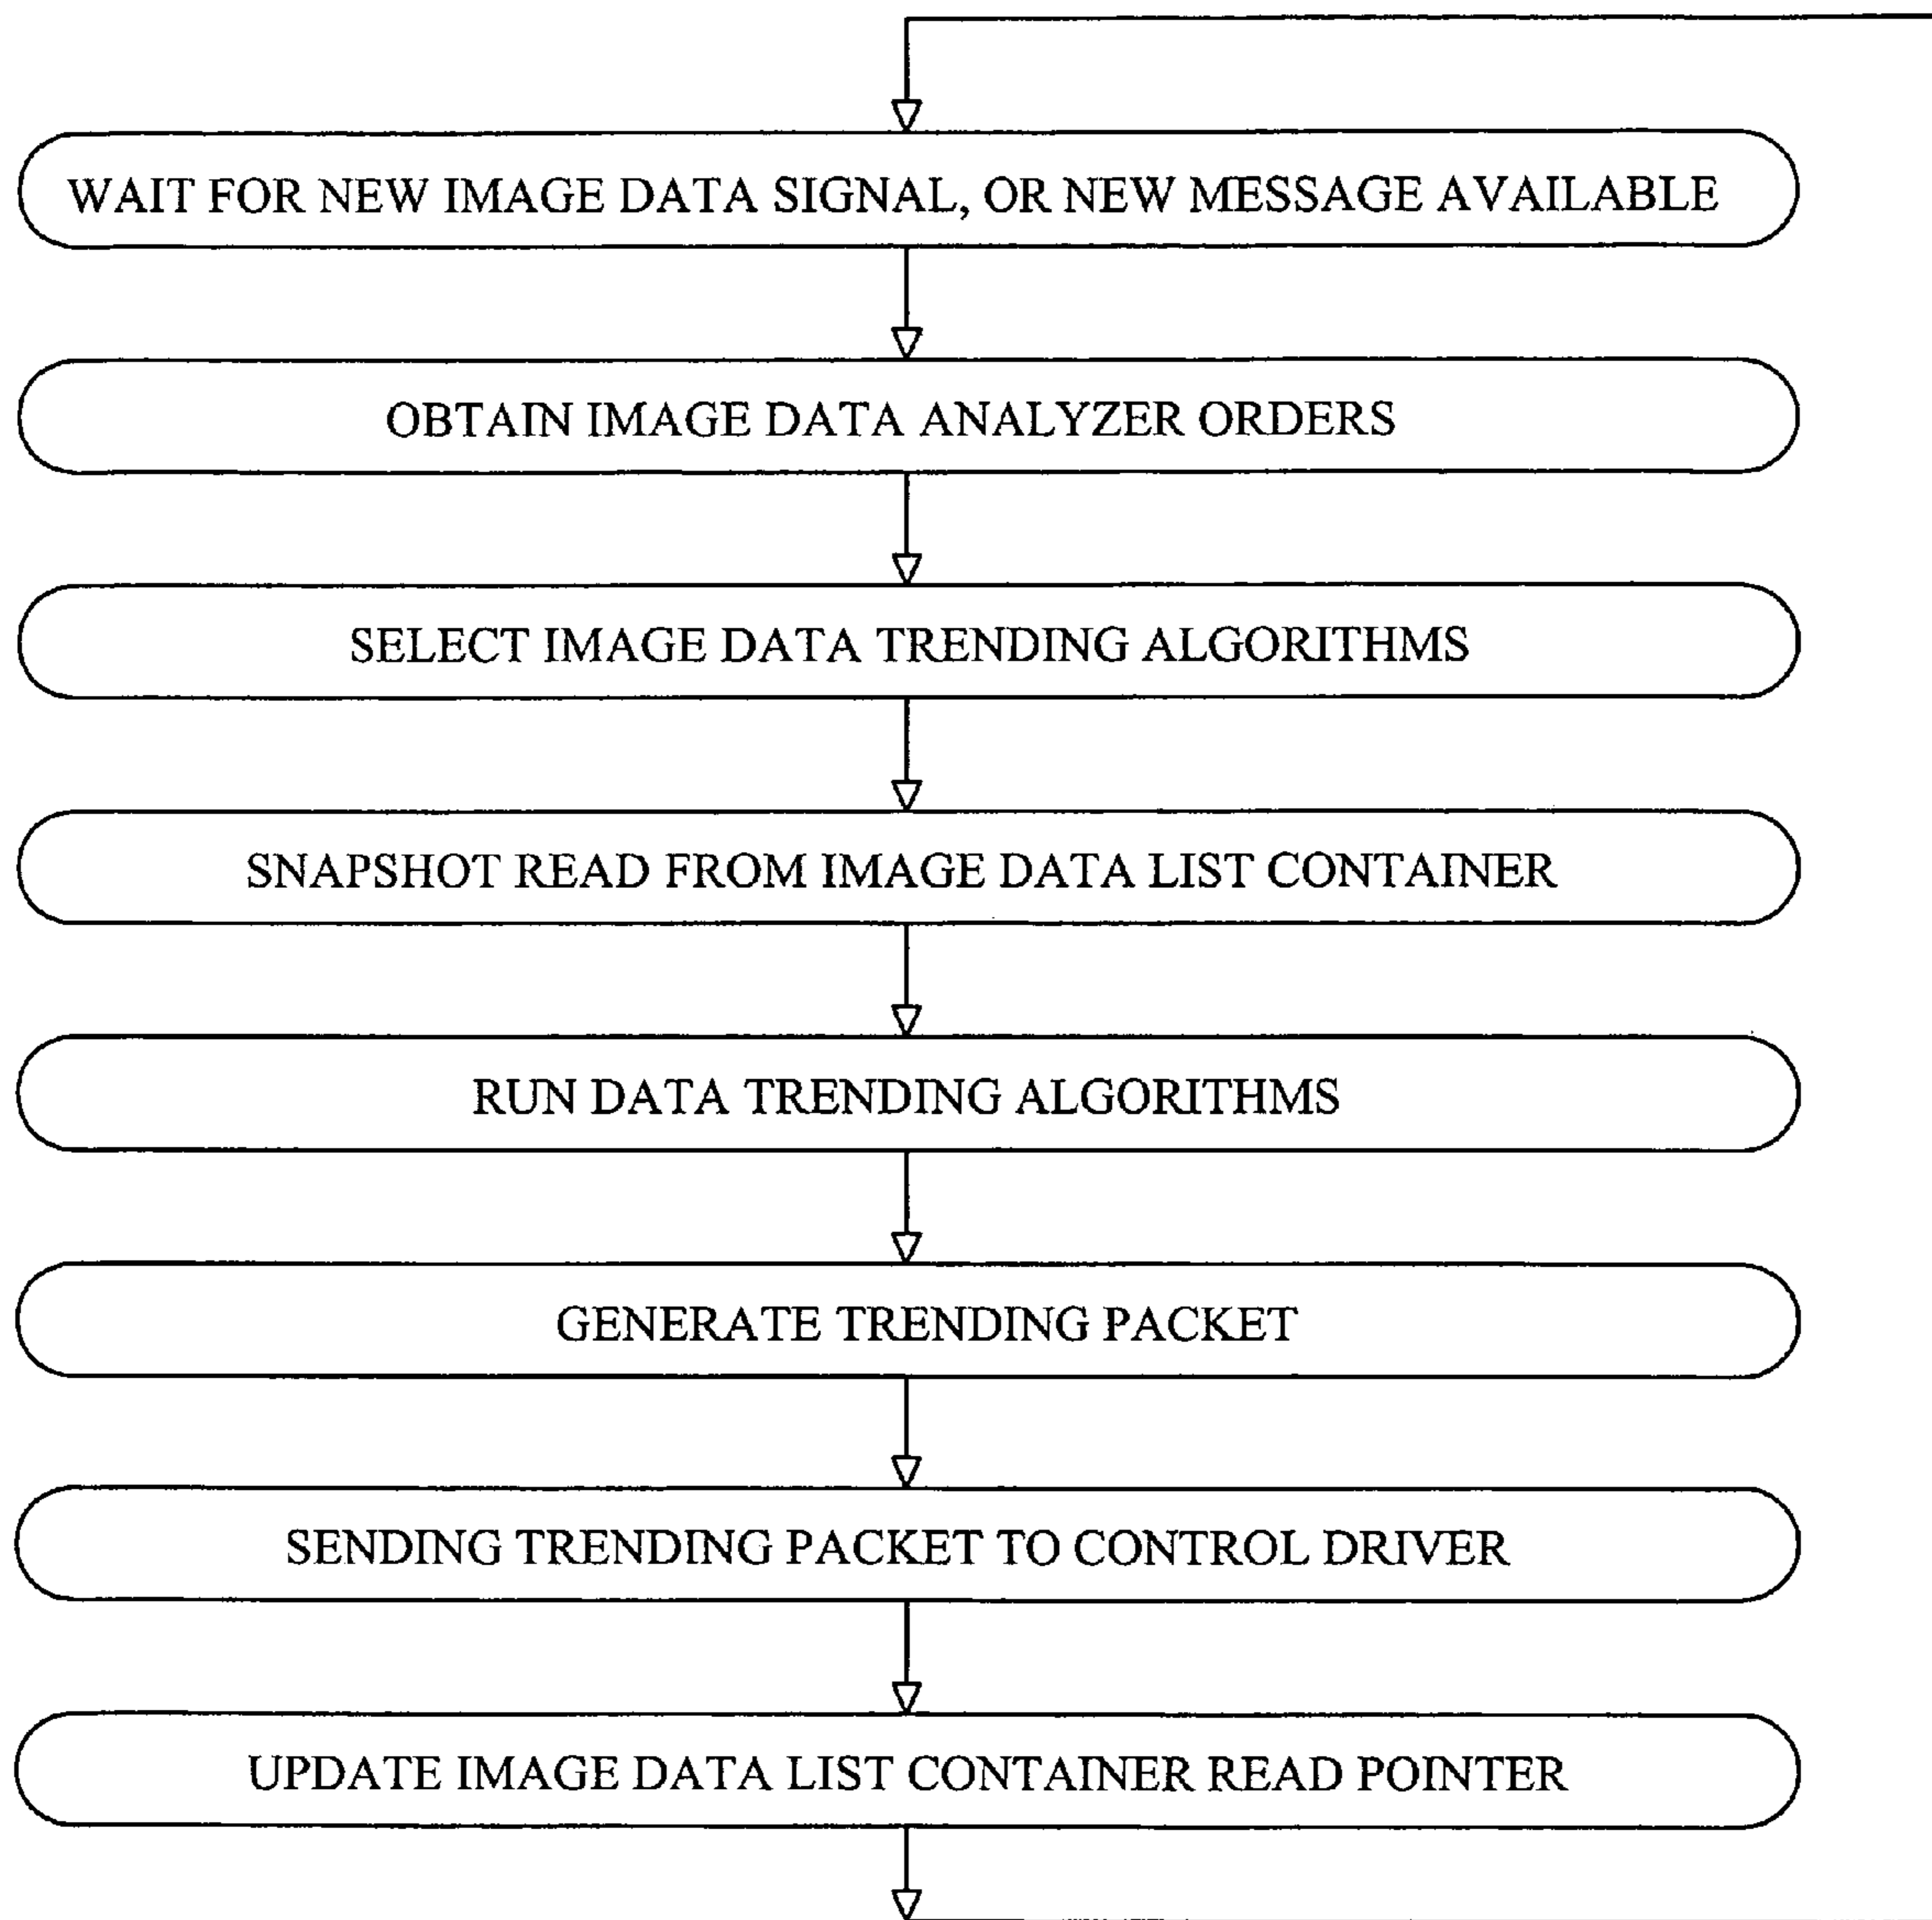 WAIT FOR NEW IMAGE DATA SIGNAL, OR NEW MESSAGE AVAILABLE
OBTAIN IMAGE DATA ANALYZER ORDERS
SELECT IMAGE DATA TRENDING ALGORITHMS
SNAPSHOT READ FROM IMAGE DATA LIST CONTAINER
RUN DATA TRENDING ALGORITHMS
GENERATE TRENDING PACKET
SENDING TRENDING PACKET TO CONTROL DRIVER
UPDATE IMAGE DATA LIST CONTAINER READ POINTER